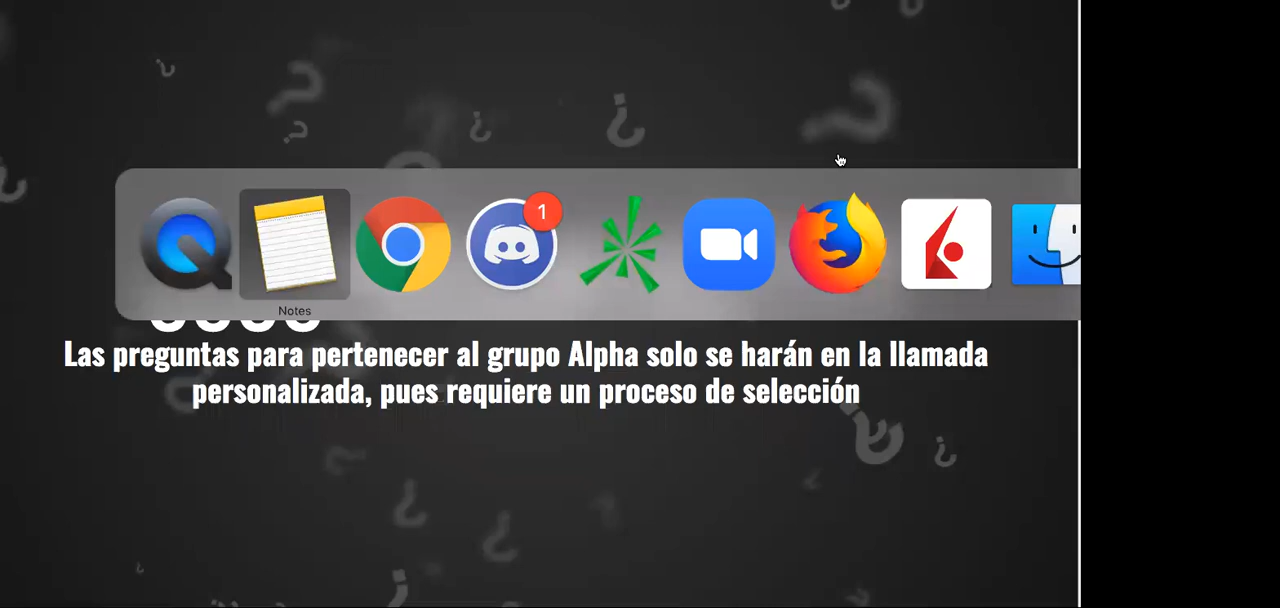 1
Notes
Las preguntas para pertenecer al grupo Alpha solo se harán en la llamada
personalizada, pues requiere un proceso de selección